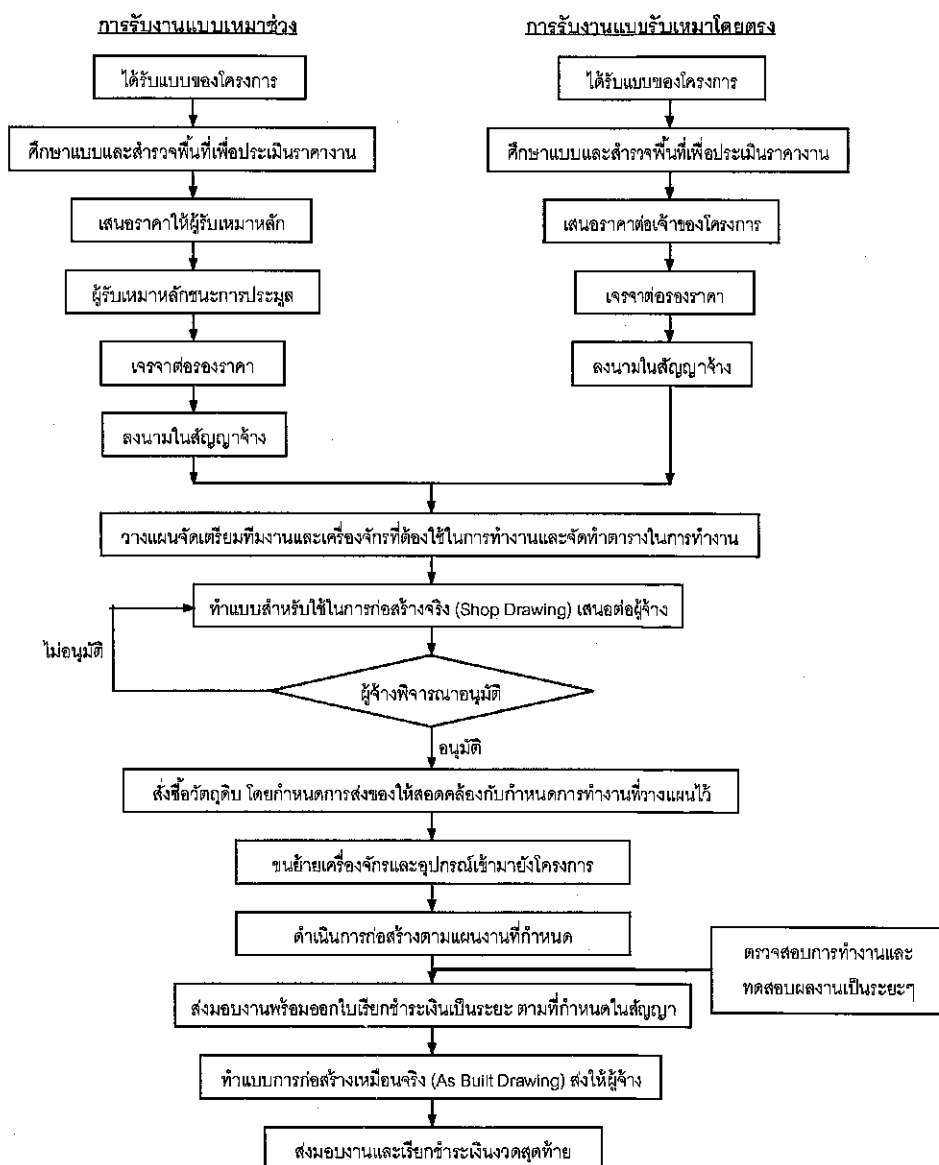 การรับงานแบบเหมาช่วง
ได้รับแบบของโครงการ
ศึกษาแบบและสำรวจพื้นที่เพื่อประเมินราคางาน
เสนอราคาให้ผู้รับเหมาหลัก
ผู้รับเหมาหลักชนะการประมูล
เจรจาต่อรองราคา
ลงนามในสัญญาจ้าง
การรับงานแบบรับเหมาโดยตรง
ได้รับแบบของโครงการ
ศึกษาแบบและสำรวจพื้นที่เพื่อประเมินราคางาน
เสนอราคาต่อเจ้าของโครงการ
เจรจาต่อรองราคา
ลงนามในสัญญาจ้าง
วางแผนจัดเตรียมทีมงานและเครื่องจักรที่ต้องใช้ในการทำงานและจัดทำตารางในการทำงาน
ทำแบบสำหรับใช้ในการก่อสร้างจริง (Shop Drawing) เสนอต่อผู้จ้าง
ไม่อนุมัติ
ผู้จ้างพิจารณาอนุมัติ
อนุมัติ
สั่งซื้อวัตถุดิบ โดยกำหนดการส่งของให้สอดคล้องกับกำหนดการทำงานที่วางแผนไว้
ขนย้ายเครื่องจักรและอุปกรณ์เข้ามายังโครงการ
ดำเนินการก่อสร้างตามแผนงานที่กำหนด
ตรวจสอบการทำงานและ
ทดสอบผลงานเป็นระยะๆ
ส่งมอบงานพร้อมออกใบเรียกชำระเงินเป็นระยะ ตามที่กำหนดในสัญญา
ทำแบบการก่อสร้างเหมือนจริง (As Built Drawing) ส่งให้ผู้จ้าง
ส่งมอบงานและเรียกชำระเงินงวดสุดท้าย